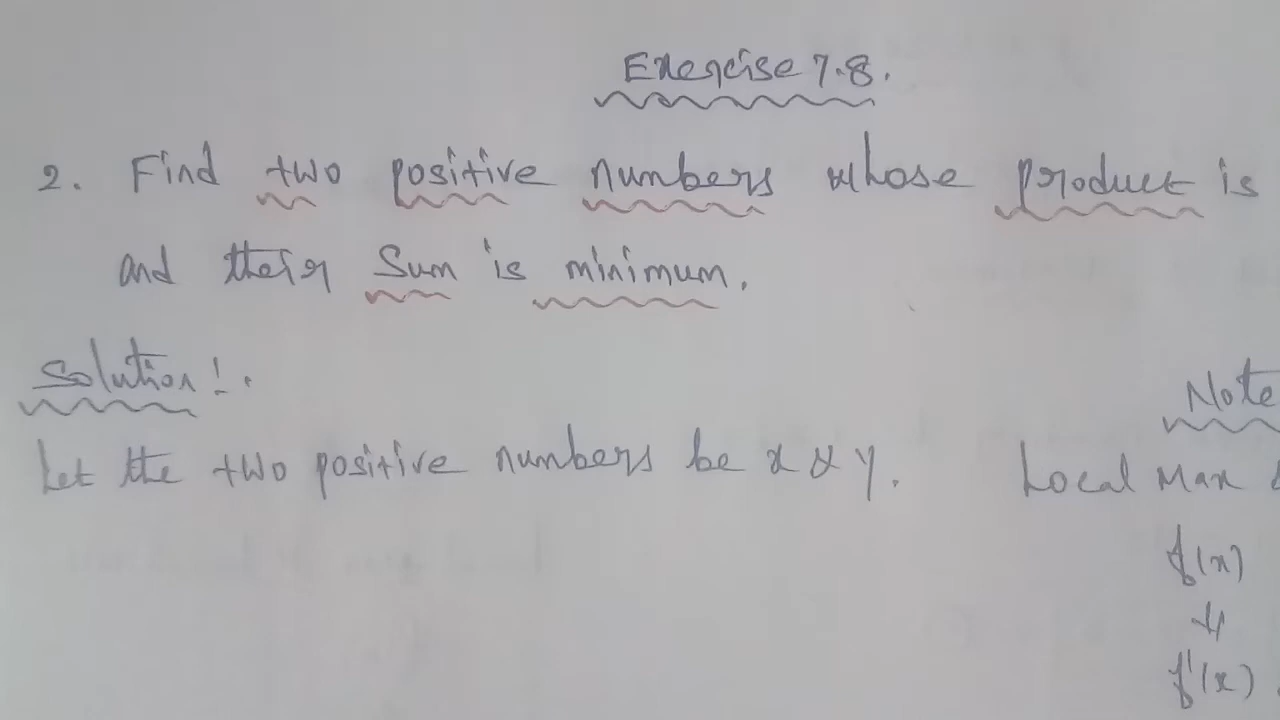 Exercise 7.8.
2. Find two positive numbers whose product is
and their Sum is minimum.
Solution:.
Let the two positive numbers be x & y.
Note
Local Max
f(x)
f'(x)